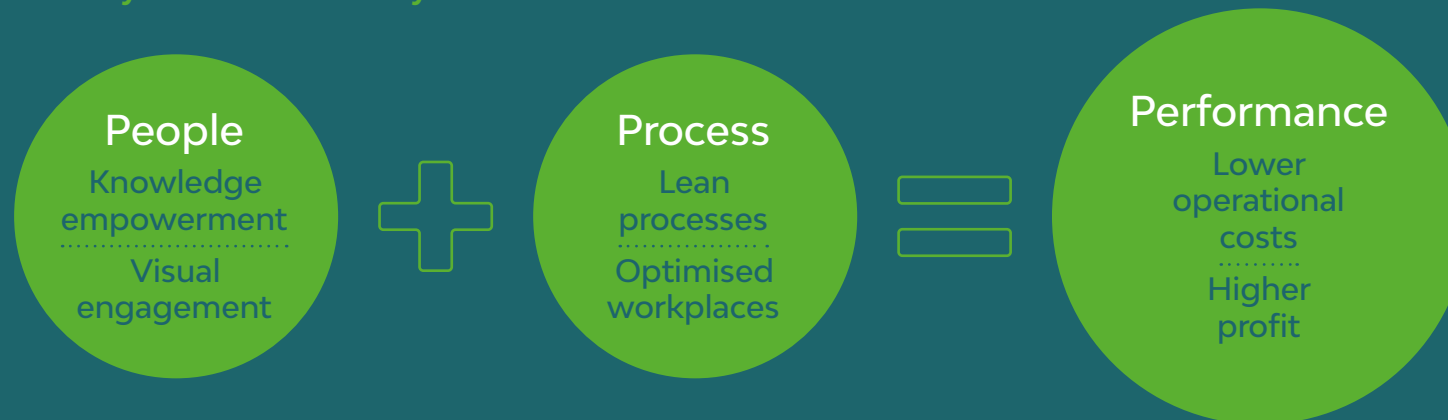 People
Knowledge
empowerment
Visual
engagement
Process
Lean
processes
Optimised
workplaces
Performance
Lower
operational
costs
Higher
profit